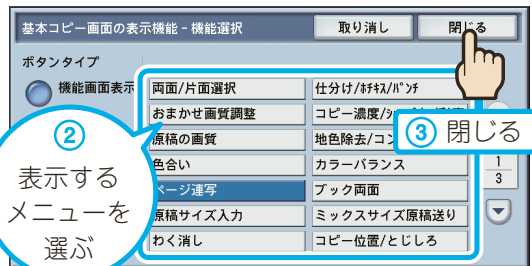 基本コピー画面の表示機能 - 機能選択
取り消し
閉じる
ボタンタイプ
機能画面表示
両面/片面選択
仕分け/ホチキス/パンチ
おまかせ画質調整
コピー濃度/
原稿の画質
地色除去/コン
色合い
カラーバランス
ページ連写
ブック両面
原稿サイズ入力
ミックスサイズ原稿送り
わく消し
コピー位置/とじしろ
1
3
②
表示する
メニューを
選ぶ
③ 閉じる